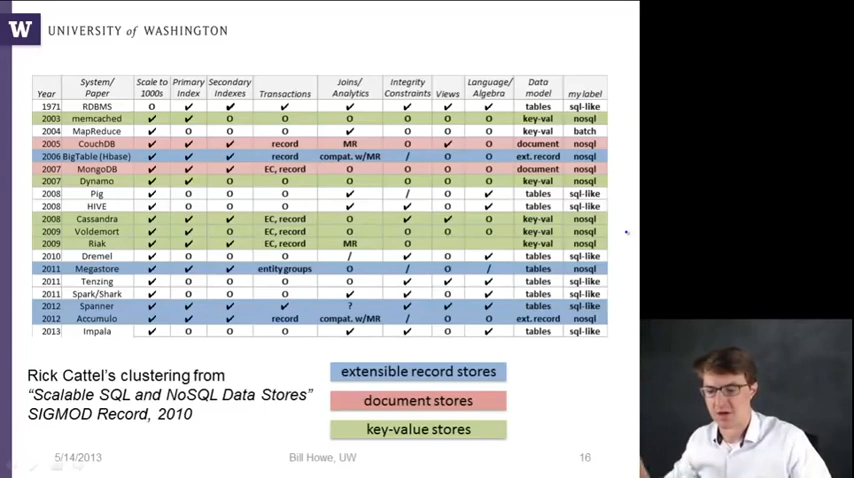 W UNIVERSITY of WASHINGTON
Year System/Paper Scale to 1000s Primary Index Secondary Indexes Transactions Joins/Analytics Integrity Constraints Views Language/Algebra Data model my label
1971 RDBMS O ✔ ✔ ✔ ✔ ✔ ✔ ✔ tables sql-like
2003 memcached ✔ ✔ O O O O O O key-val nosql
2004 MapReduce ✔ O O O ✔ O O O key-val batch
2005 CouchDB ✔ ✔ ✔ record MR O ✔ O document nosql
2006 BigTable (Hbase) ✔ ✔ ✔ record compat. w/MR / O O ext. record nosql
2007 MongoDB ✔ ✔ ✔ EC, record O O O O document nosql
2007 Dynamo ✔ ✔ O O O O O O key-val nosql
2008 Pig ✔ O O O ✔ / O ✔ tables sql-like
2008 HIVE ✔ O O O ✔ ✔ O ✔ tables sql-like
2008 Cassandra ✔ ✔ ✔ EC, record O ✔ ✔ O key-val nosql
2009 Voldemort ✔ ✔ O EC, record O O O O key-val nosql
2009 Riak ✔ ✔ ✔ EC, record MR O key-val nosql
2010 Dremel ✔ O O O / ✔ O ✔ tables sql-like
2011 Megastore ✔ ✔ ✔ entity groups O / O / tables nosql
2011 Tenzing ✔ O O O O ✔ ✔ ✔ tables sql-like
2011 Spark/Shark ✔ O O O ✔ ✔ O ✔ tables sql-like
2012 Spanner ✔ ✔ ✔ ✔ ? ✔ ✔ ✔ tables sql-like
2012 Accumulo ✔ ✔ ✔ record compat. w/MR / O O ext. record nosql
2013 Impala ✔ O O O ✔ ✔ O ✔ tables sql-like
Rick Cattel's clustering from
"Scalable SQL and NoSQL Data Stores"
SIGMOD Record, 2010
extensible record stores
document stores
key-value stores
5/14/2013 Bill Howe, UW 16